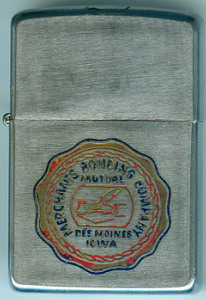 MERCHANTS BONDING COMPANY
MUTUAL
DES MOINES
IOWA